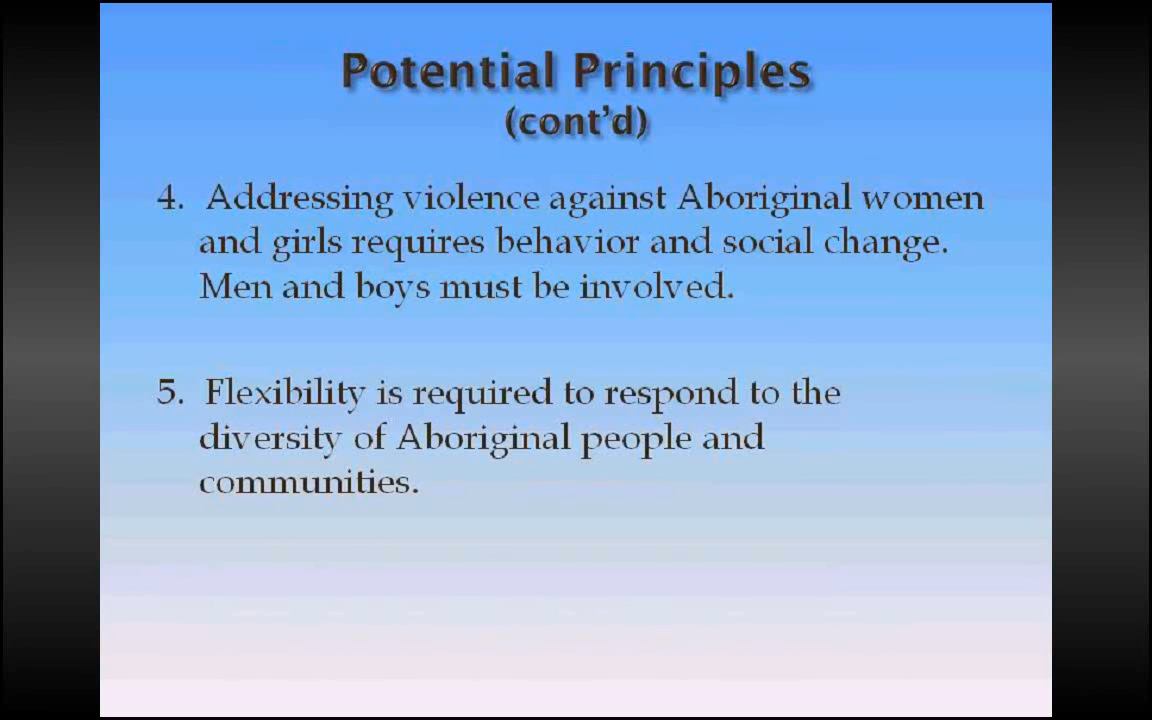 Potential Principles
(cont’d)
4. Addressing violence against Aboriginal women
and girls requires behavior and social change.
Men and boys must be involved.
5. Flexibility is required to respond to the
diversity of Aboriginal people and
communities.